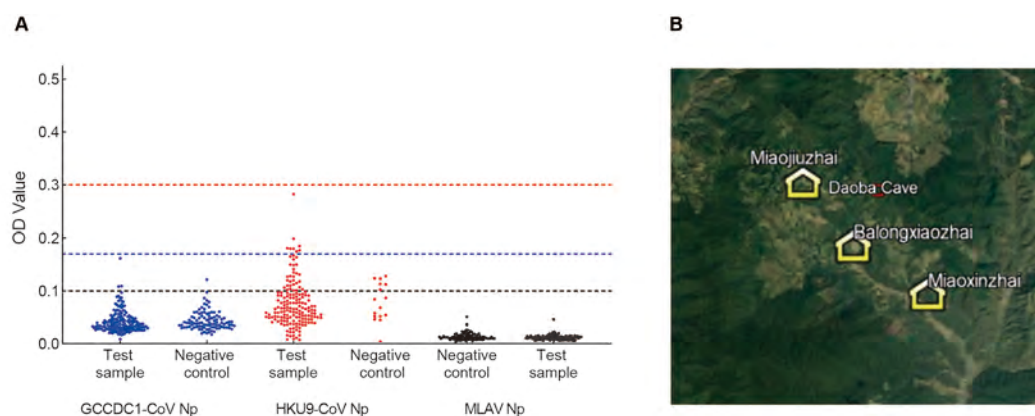 A
B
OD Value
0.5
0.4
0.3
0.2
0.1
0.0
Test sample
Negative control
Test sample
Negative control
Negative control
Test sample
GCCDC1-CoV Np
HKU9-CoV Np
MLAV Np
Miaojiuzhai
Daoba Cave
Balongxiaozhai
Miaoxinzhai